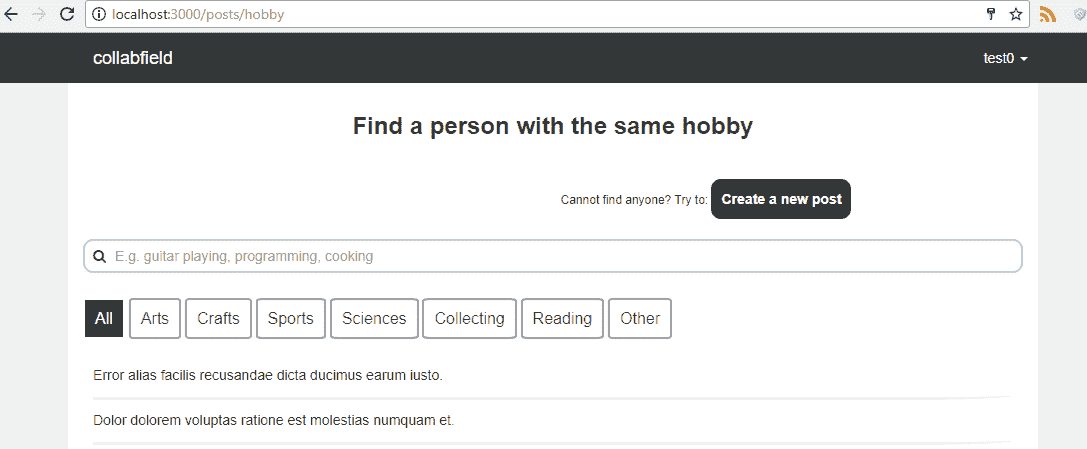 localhost:3000/posts/hobby
collabfield test0
Find a person with the same hobby
Cannot find anyone? Try to: Create a new post
E.g. guitar playing, programming, cooking
All Arts Crafts Sports Sciences Collecting Reading Other
Error alias facilis recusandae dicta ducimus earum iusto.
Dolor dolorem voluptas ratione est molestias numquam et.